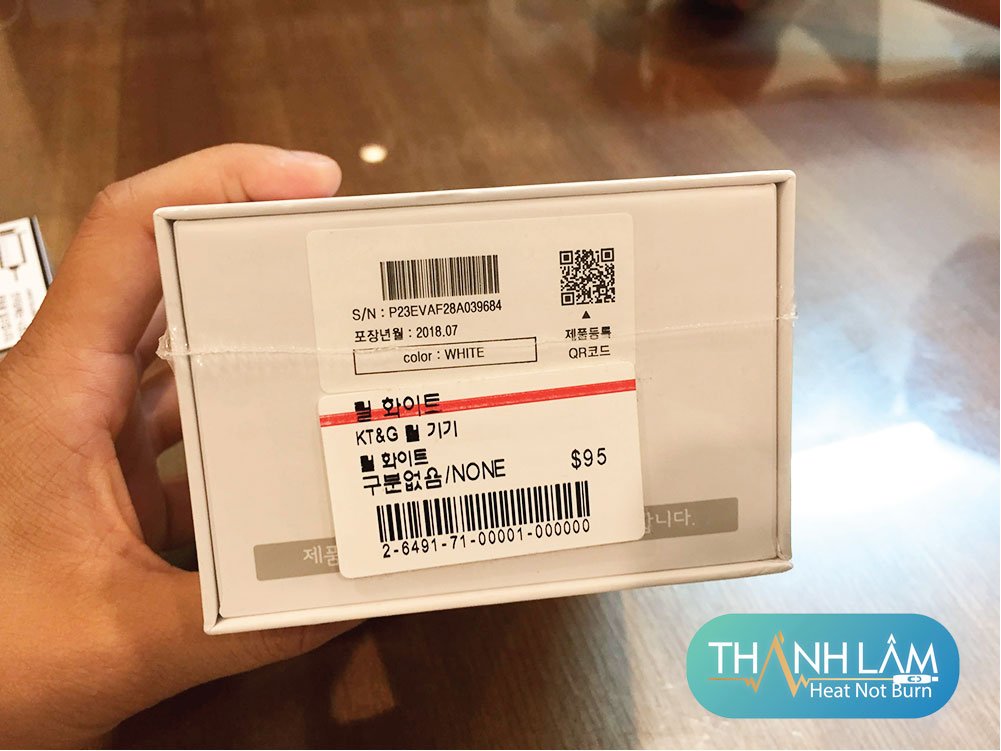 S/N : P23EVAF28A039684
포장년월 : 2018.07
color : WHITE
제품등록
QR코드
릴 화이트
KT&G 릴 기기
릴 화이트
구분없음/NONE
$95
2-6491-71-00001-000000
니다.
THANH LÂM
Heat Not Burn